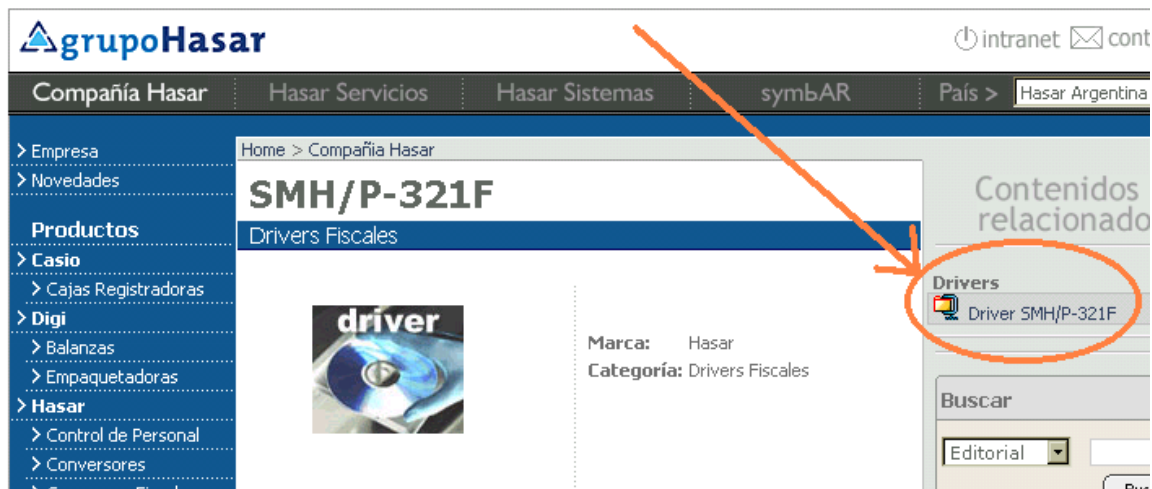 grupoHasar
intranet
Compañía Hasar
Hasar Servicios
Hasar Sistemas
symbAR
País >
Hasar Argentina
> Empresa
> Novedades
Productos
> Casio
> Cajas Registradoras
> Digi
> Balanzas
> Empaquetadoras
> Hasar
> Control de Personal
> Conversores
Home > Compañia Hasar
SMH/P-321F
Drivers Fiscales
driver
Marca: Hasar
Categoría: Drivers Fiscales
Contenidos
relacionado
Drivers
Driver SMH/P-321F
Buscar
Editorial